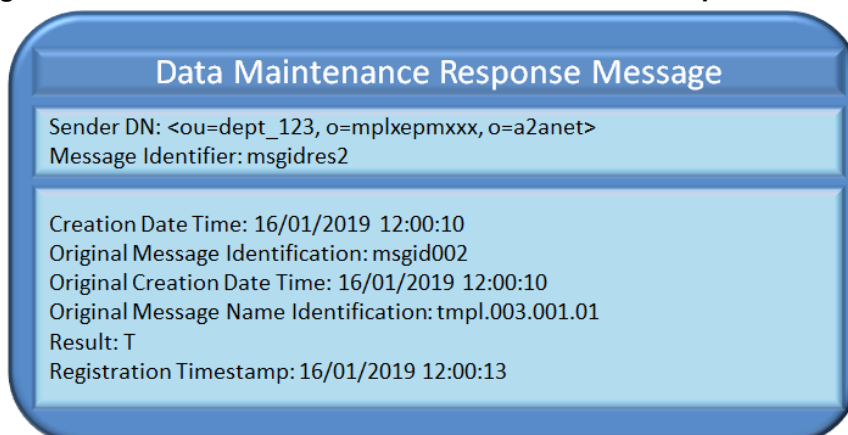 Data Maintenance Response Message
Sender DN: <ou=dept_123, o=mplxepmxxx, o=a2anet>
Message Identifier: msgidres2
Creation Date Time: 16/01/2019 12:00:10
Original Message Identification: msgid002
Original Creation Date Time: 16/01/2019 12:00:10
Original Message Name Identification: tmpl.003.001.01
Result: T
Registration Timestamp: 16/01/2019 12:00:13